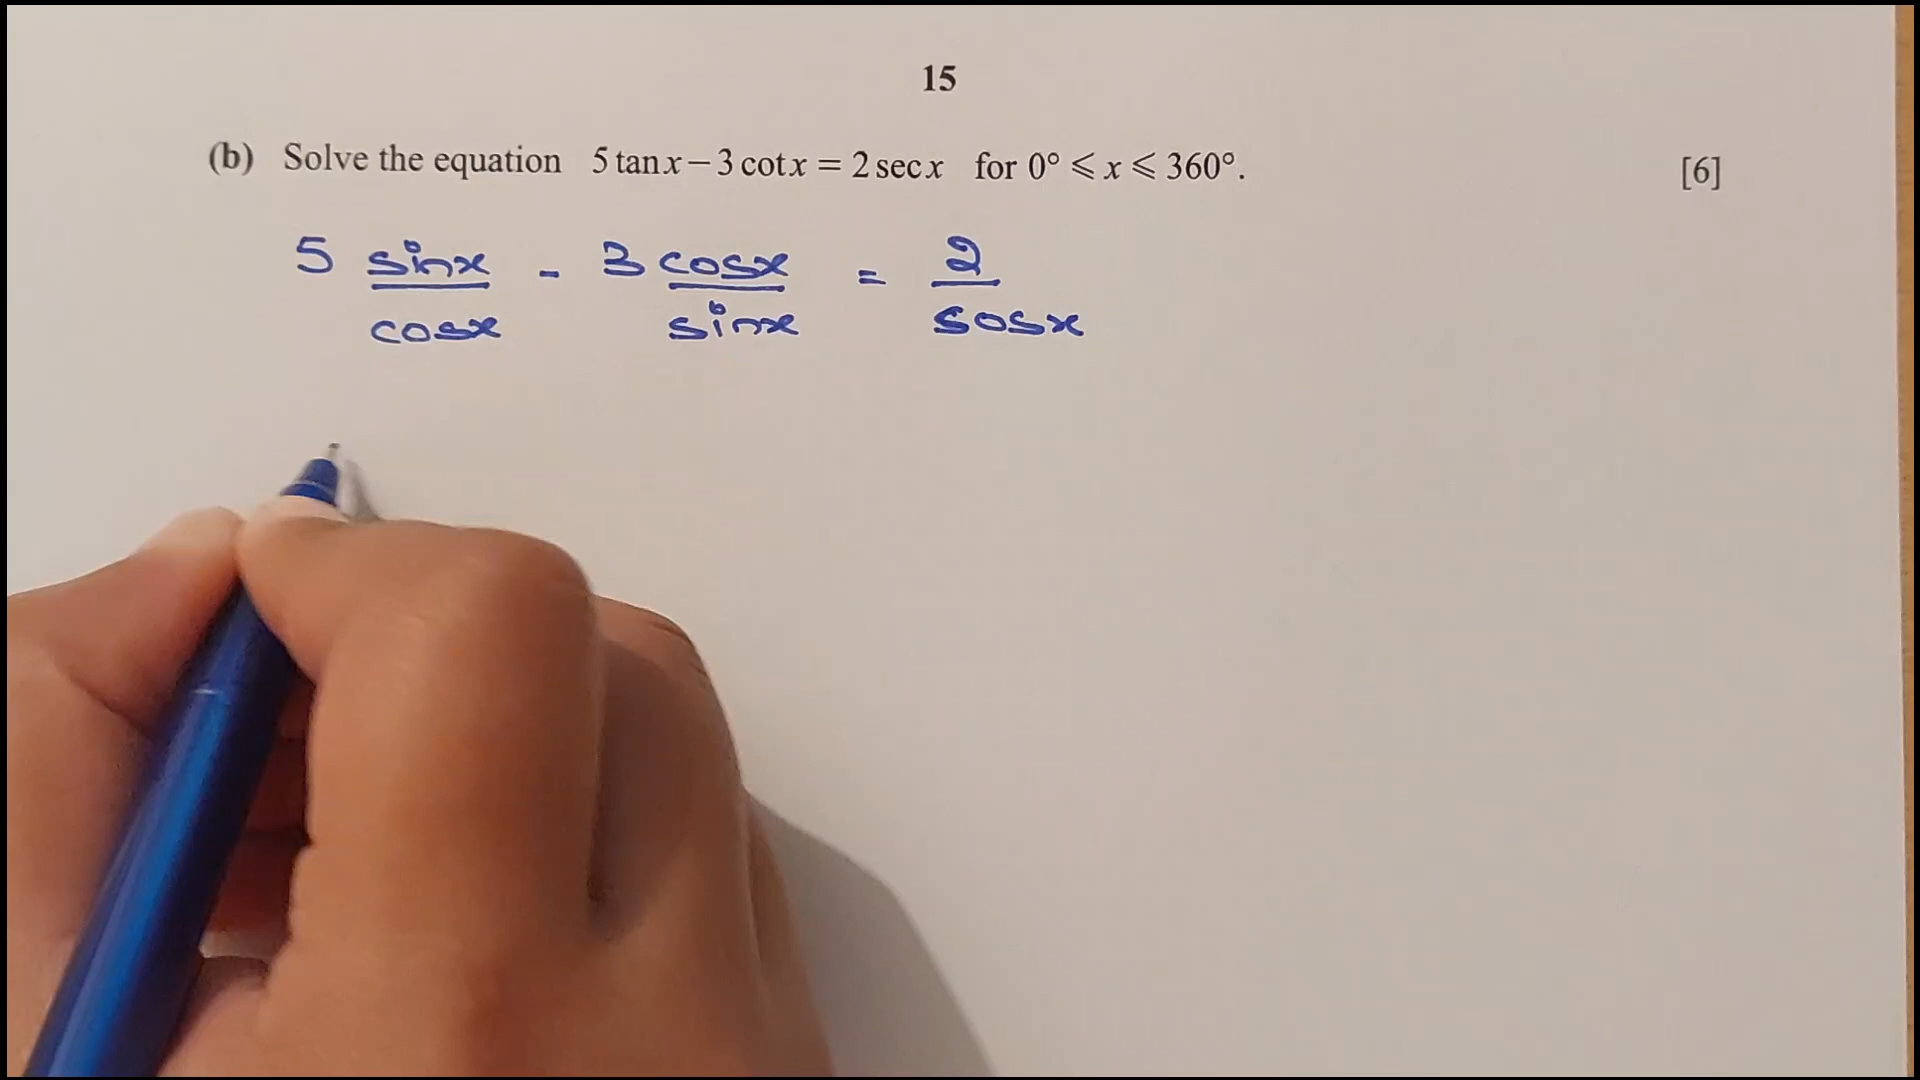 15
(b) Solve the equation 5 tan x − 3 cot x = 2 sec x for 0° ⩽ x ⩽ 360°. [6]
5 sinx/cosx - 3 cosx/sinx = 2/sosx